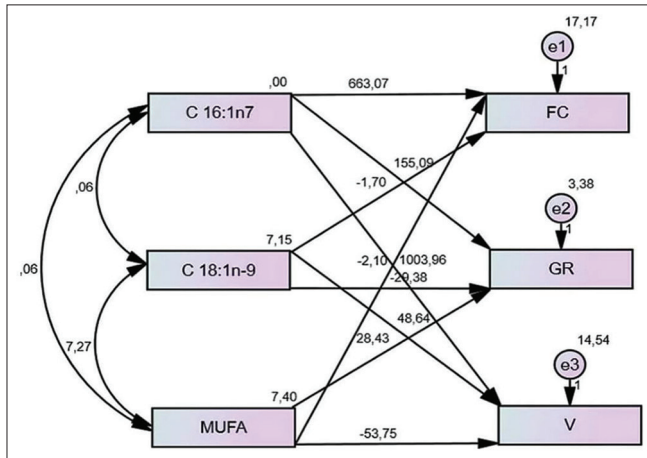 17,17
e1
1
,00
663,07
C 16:1n7
FC
155,09
-1,70
,06
3,38
e2
1
7,15
C 18:1n-9
-2,10
1003,96
-29,38
GR
,06
48,64
28,43
7,27
14,54
e3
1
7,40
MUFA
-53,75
V